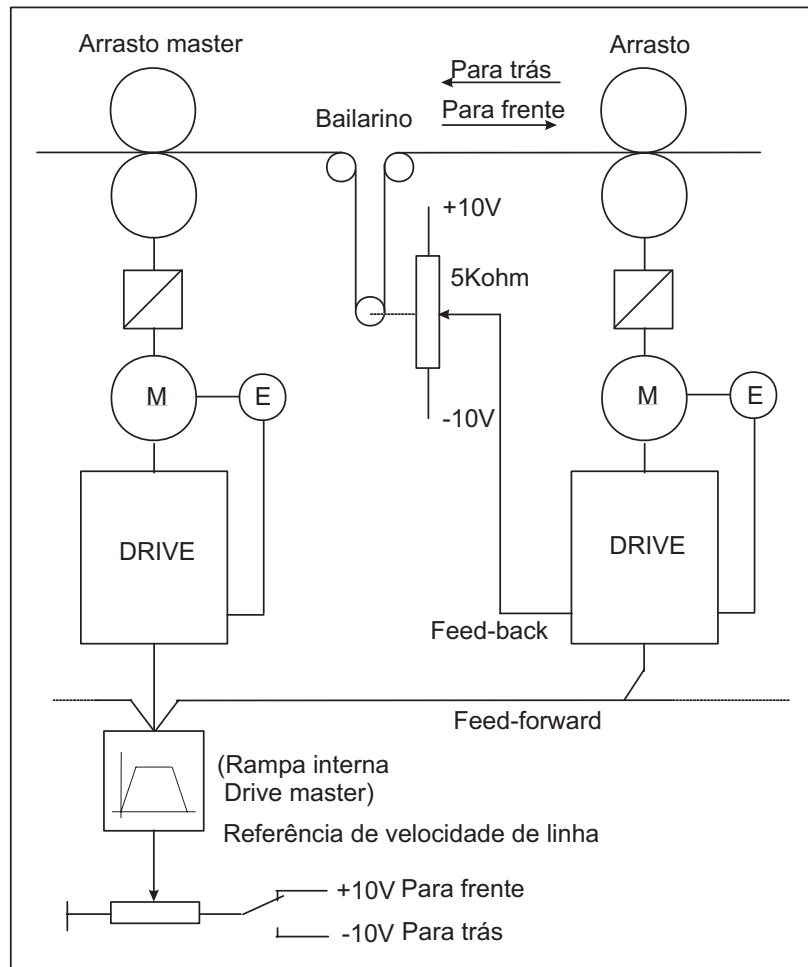 Arrasto master
Arrasto
Para trás
Para frente
Bailarino
+10V
5Kohm
-10V
M
E
M
E
DRIVE
DRIVE
Feed-back
Feed-forward
(Rampa interna
Drive master)
Referência de velocidade de linha
+10V Para frente
-10V Para trás